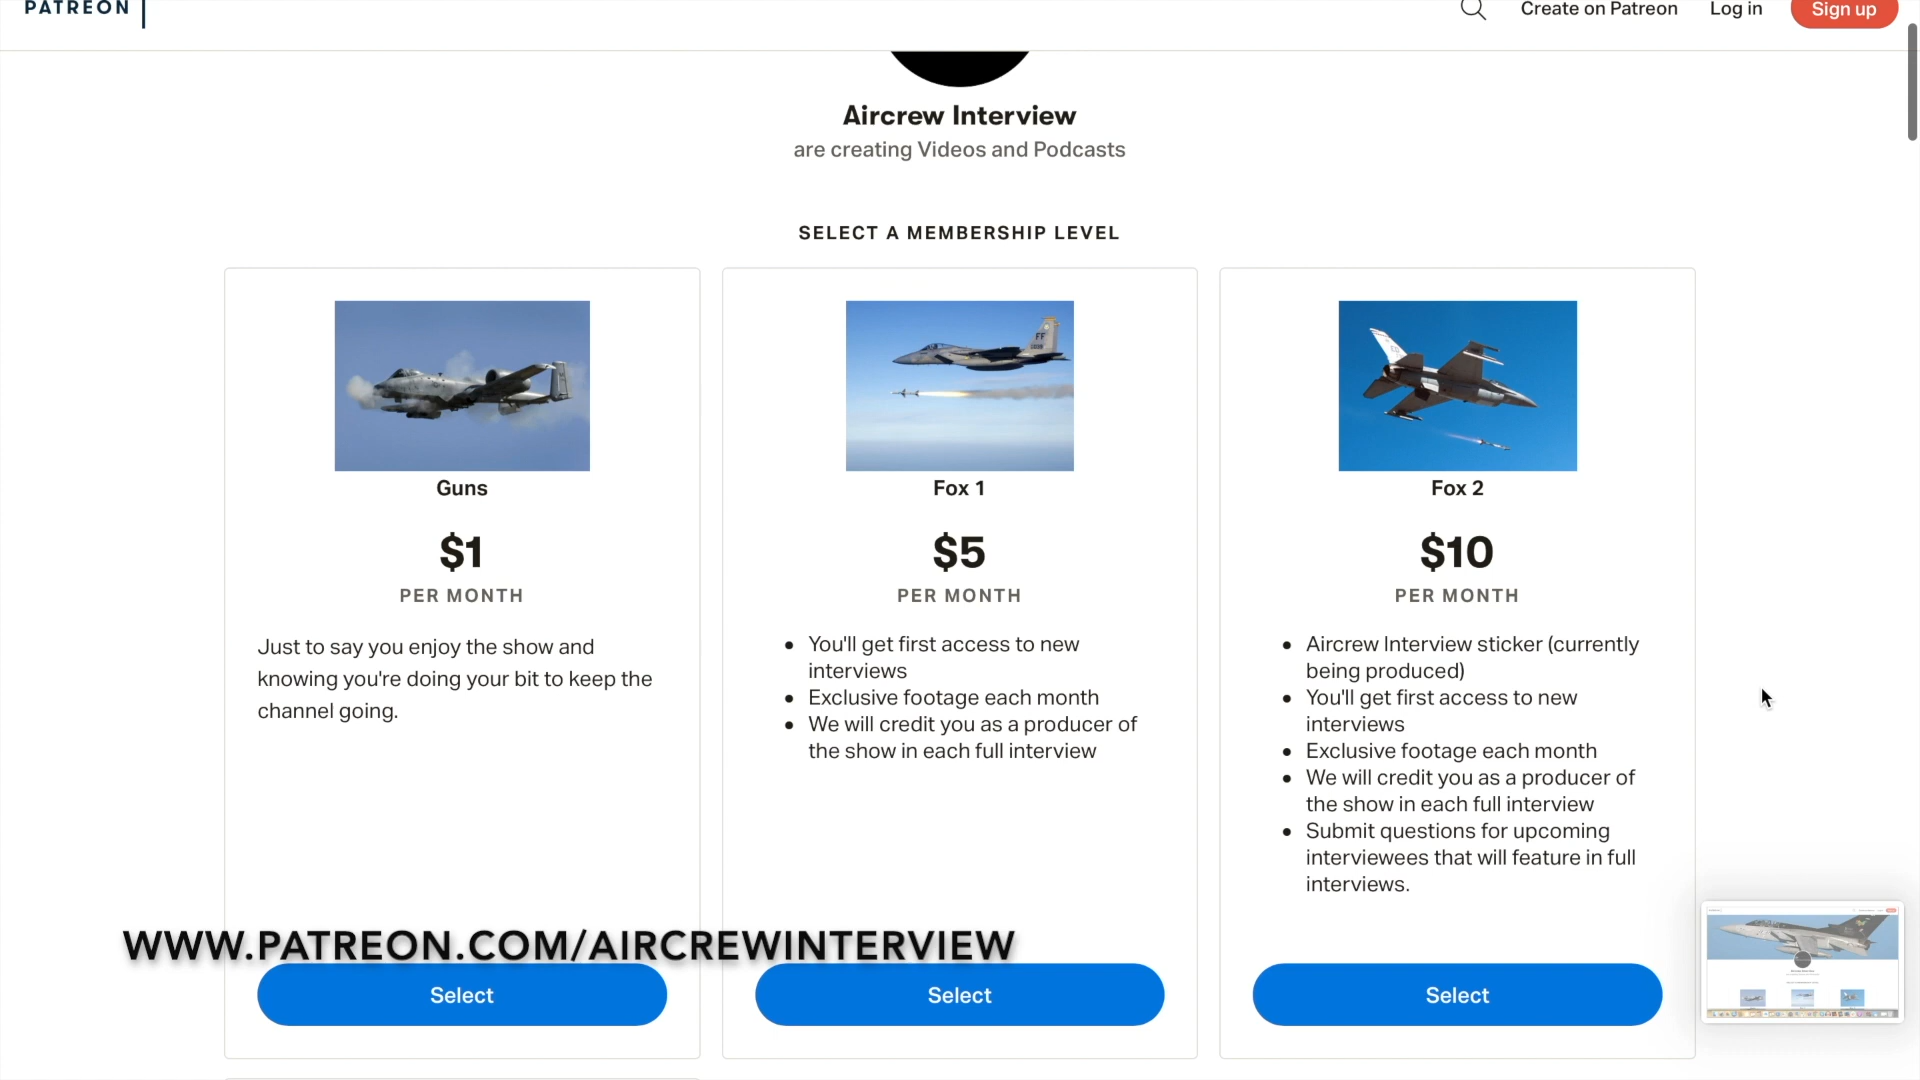 PATREON
Create on Patreon
Log in
Sign up
Aircrew Interview
are creating Videos and Podcasts
SELECT A MEMBERSHIP LEVEL
FF
Guns
$1
PER MONTH
Just to say you enjoy the show and
knowing you're doing your bit to keep the
channel going.
Select
Fox 1
$5
PER MONTH
You'll get first access to new
interviews
Exclusive footage each month
We will credit you as a producer of
the show in each full interview
Select
Fox 2
$10
PER MONTH
Aircrew Interview sticker (currently
being produced)
You'll get first access to new
interviews
Exclusive footage each month
We will credit you as a producer of
the show in each full interview
Submit questions for upcoming
interviewees that will feature in full
interviews.
Select
WWW.PATREON.COM/AIRCREWINTERVIEW